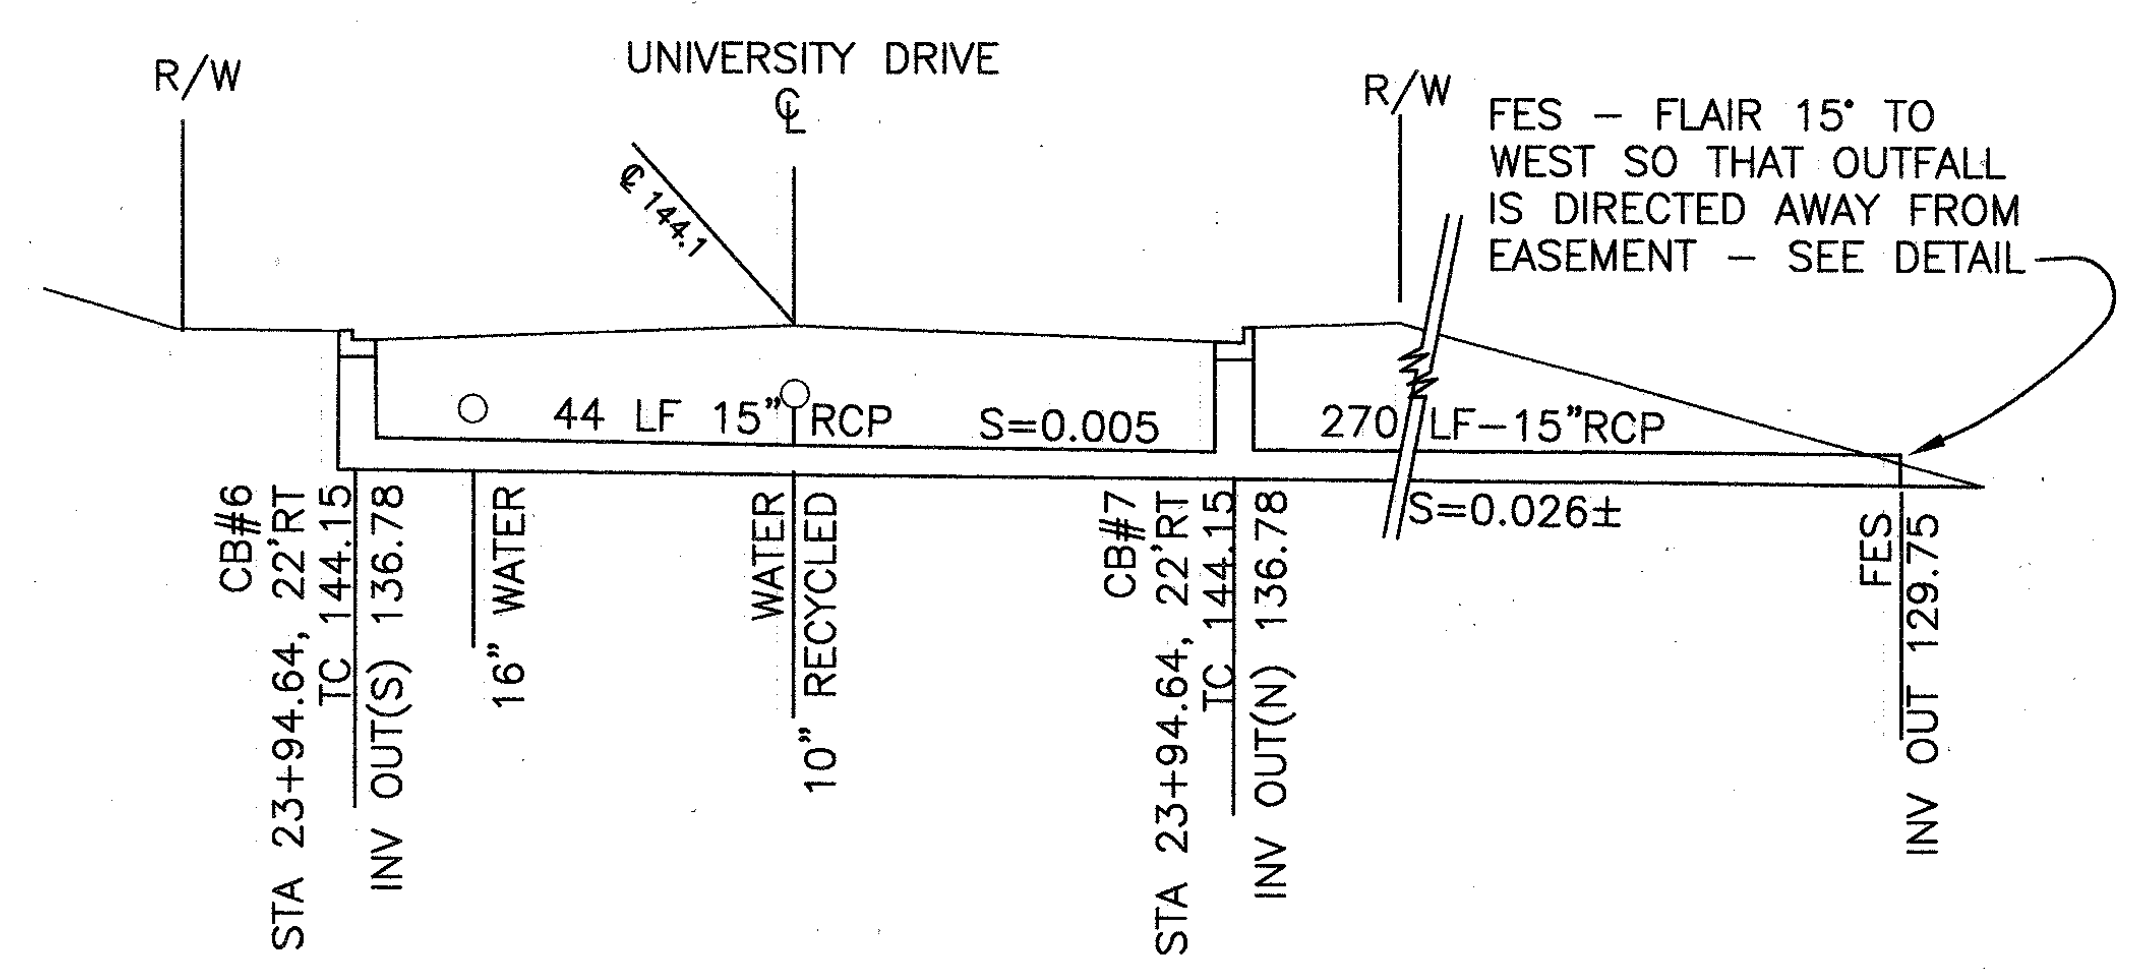 UNIVERSITY DRIVE
R/W
℄
R/W
FES - FLAIR 15° TO
WEST SO THAT OUTFALL
IS DIRECTED AWAY FROM
EASEMENT - SEE DETAIL
℄ 144.1
44 LF 15" RCP S=0.005
270 LF-15"RCP
S=0.026±
CB#6
STA 23+94.64, 22'RT
TC 144.15
INV OUT(S) 136.78
16" WATER
WATER
10" RECYCLED
CB#7
STA 23+94.64, 22'RT
TC 144.15
INV OUT(N) 136.78
FES
INV OUT 129.75